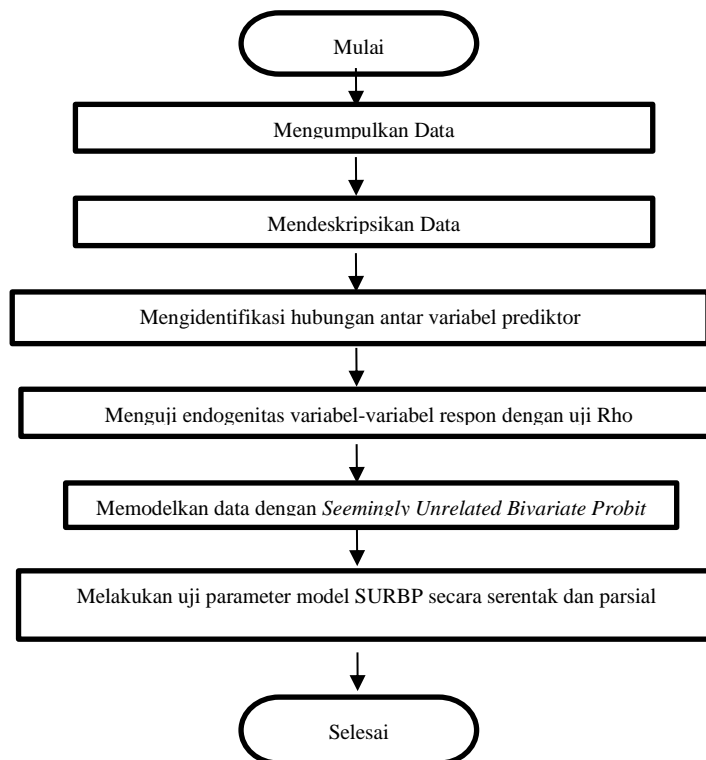 Mulai
Mengumpulkan Data
Mendeskripsikan Data
Mengidentifikasi hubungan antar variabel prediktor
Menguji endogenitas variabel-variabel respon dengan uji Rho
Memodelkan data dengan Seemingly Unrelated Bivariate Probit
Melakukan uji parameter model SURBP secara serentak dan parsial
Selesai